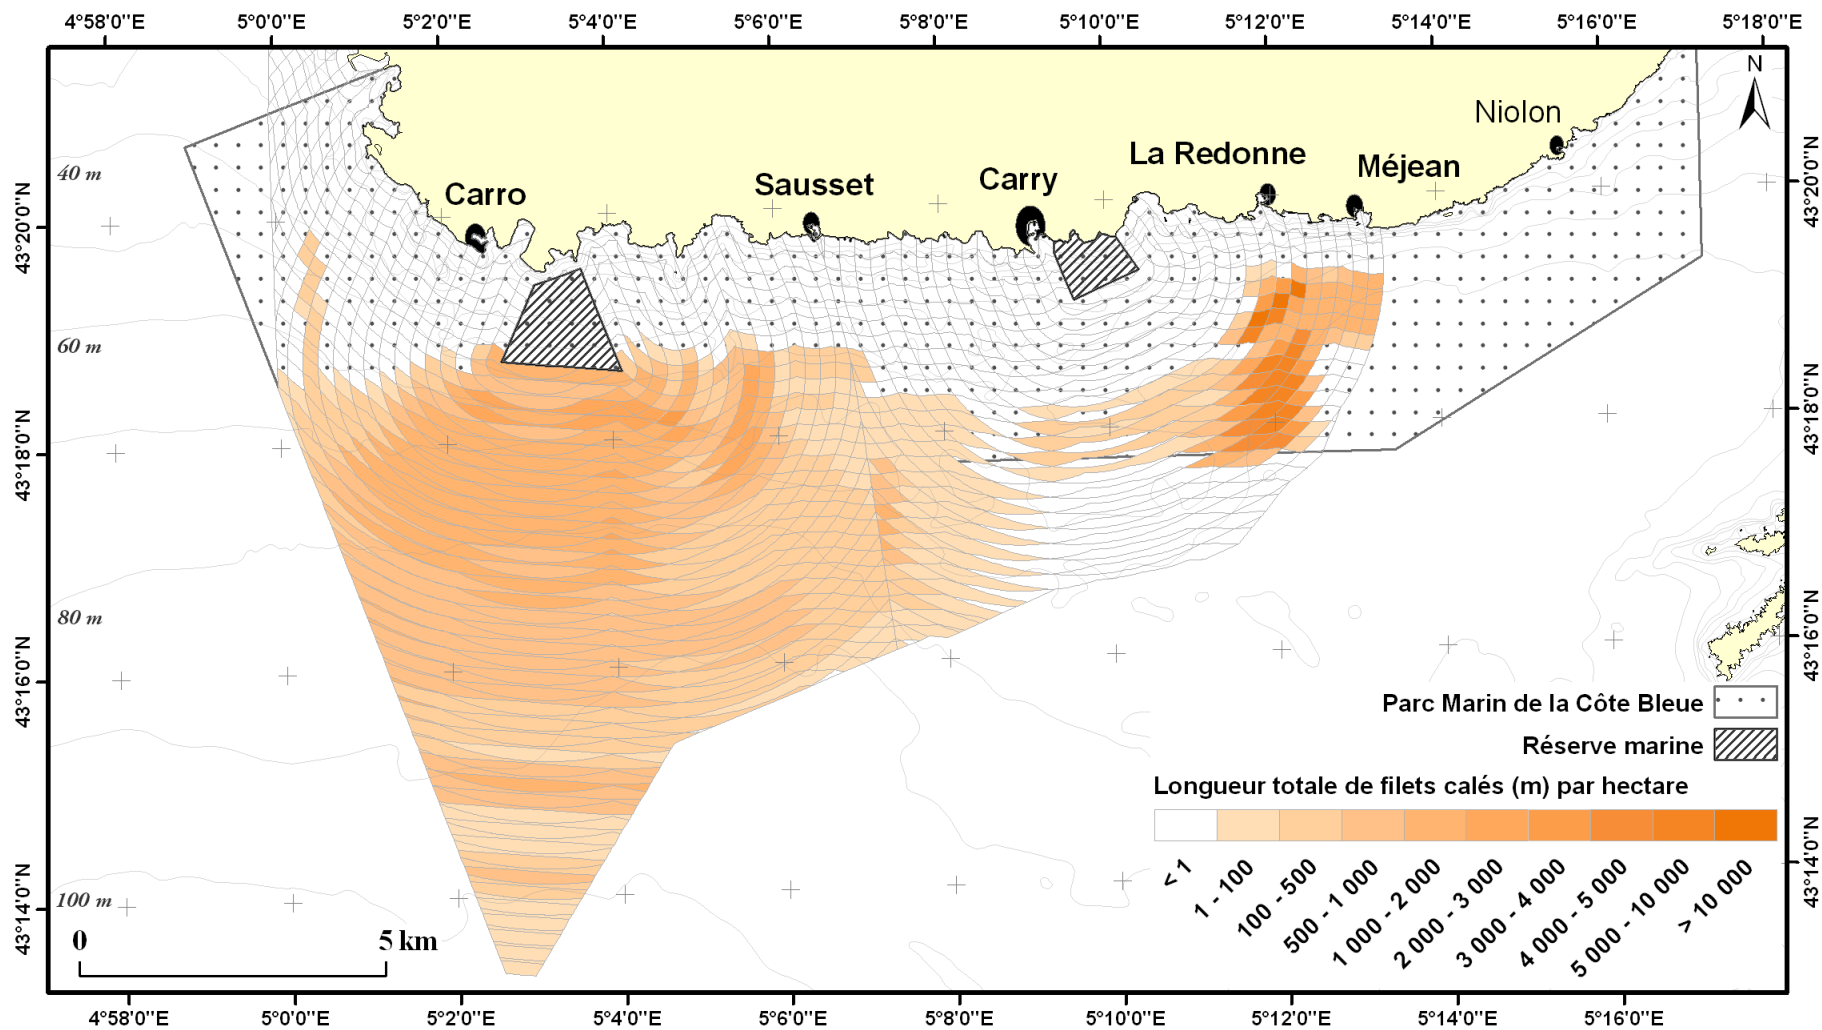 4°58'0"E 5°0'0"E 5°2'0"E 5°4'0"E 5°6'0"E 5°8'0"E 5°10'0"E 5°12'0"E 5°14'0"E 5°16'0"E 5°18'0"E
N
Niolon
La Redonne
Méjean
Carry
Sausset
Carro
40 m
60 m
80 m
100 m
43°20'0"N
43°18'0"N
43°16'0"N
43°14'0"N
43°20'0"N
43°18'0"N
43°16'0"N
43°14'0"N
Parc Marin de la Côte Bleue
Réserve marine
Longueur totale de filets calés (m) par hectare
< 1
1 - 100
100 - 500
500 - 1 000
1 000 - 2 000
2 000 - 3 000
3 000 - 4 000
4 000 - 5 000
5 000 - 10 000
> 10 000
0 5 km
4°58'0"E 5°0'0"E 5°2'0"E 5°4'0"E 5°6'0"E 5°8'0"E 5°10'0"E 5°12'0"E 5°14'0"E 5°16'0"E